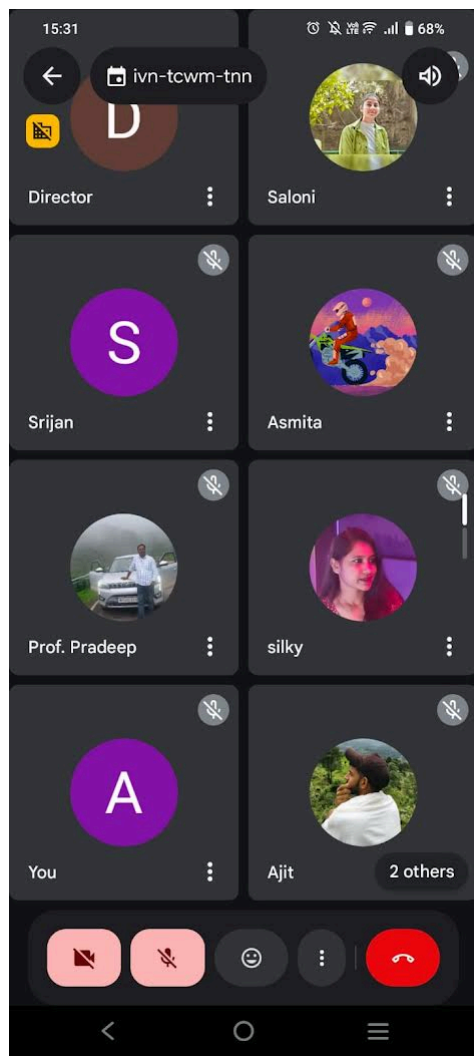 15:31 68%
ivn-tcwm-tnn
D
Director Saloni
S
Srijan Asmita
Prof. Pradeep silky
A
You Ajit 2 others